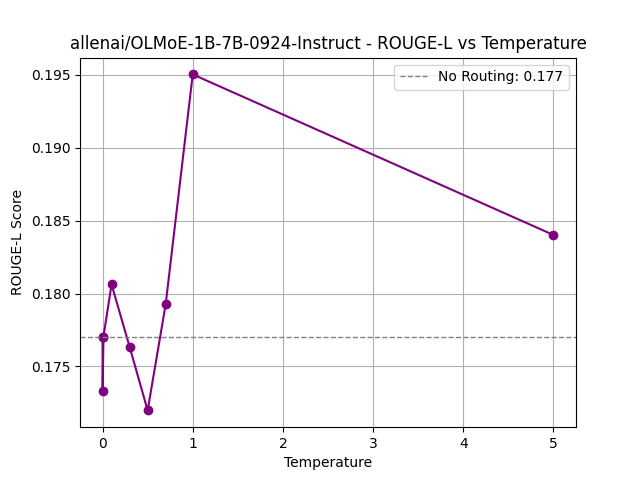 allenai/OLMoE-1B-7B-0924-Instruct - ROUGE-L vs Temperature
No Routing: 0.177
ROUGE-L Score
0.195
0.190
0.185
0.180
0.175
0 1 2 3 4 5
Temperature